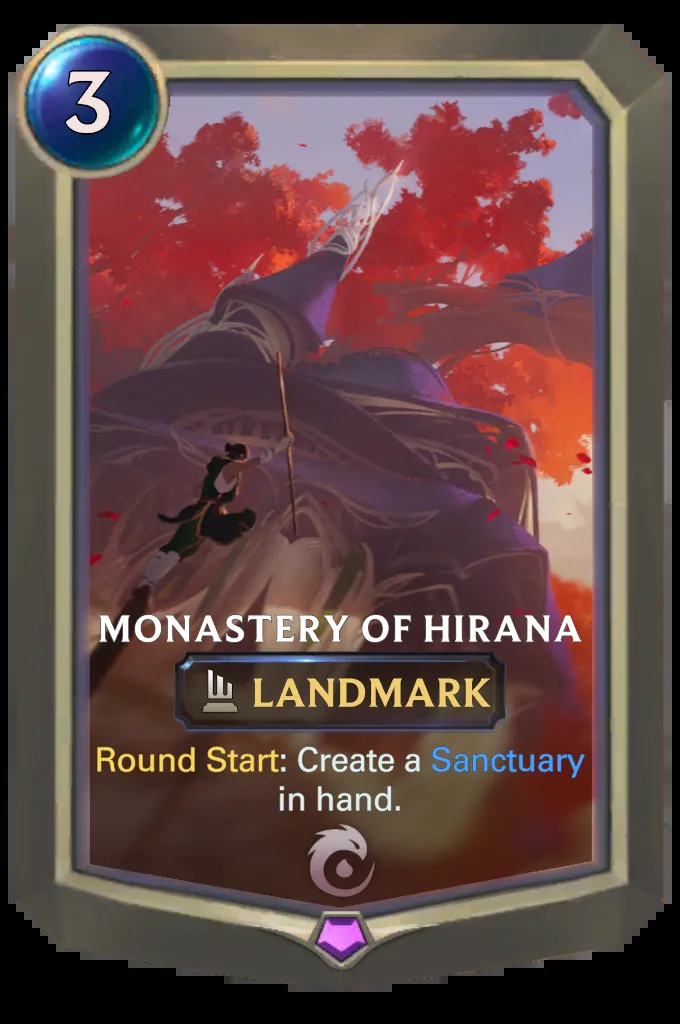 3
MONASTERY OF HIRANA
LANDMARK
Round Start: Create a Sanctuary
in hand.